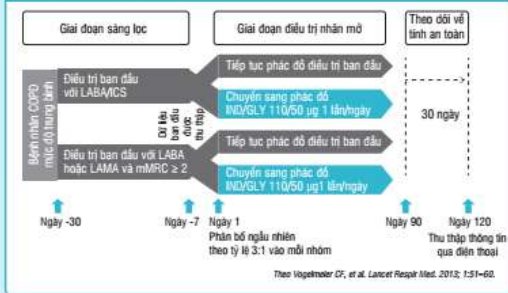 Giai đoạn sàng lọc
Giai đoạn điều trị nhãn mở
Theo dõi về
tính an toàn
Bệnh nhân COPD
mức độ trung bình
Điều trị ban đầu
với LABA/ICS
Dữ liệu
ban đầu
được
thu thập
Điều trị ban đầu với LABA
hoặc LAMA và mMRC ≥ 2
Tiếp tục phác đồ điều trị ban đầu
Chuyển sang phác đồ
IND/GLY 110/50 µg 1 lần/ngày
Tiếp tục phác đồ điều trị ban đầu
Chuyển sang phác đồ
IND/GLY 110/50 µg1 lần/ngày
30 ngày
Ngày -30
Ngày -7
Ngày 1
Phân bố ngẫu nhiên
theo tỷ lệ 3:1 vào mỗi nhóm
Ngày 90
Ngày 120
Thu thập thông tin
qua điện thoại
Theo Vogelmeier CF, et al. Lancet Respir Med. 2013; 1:51–60.